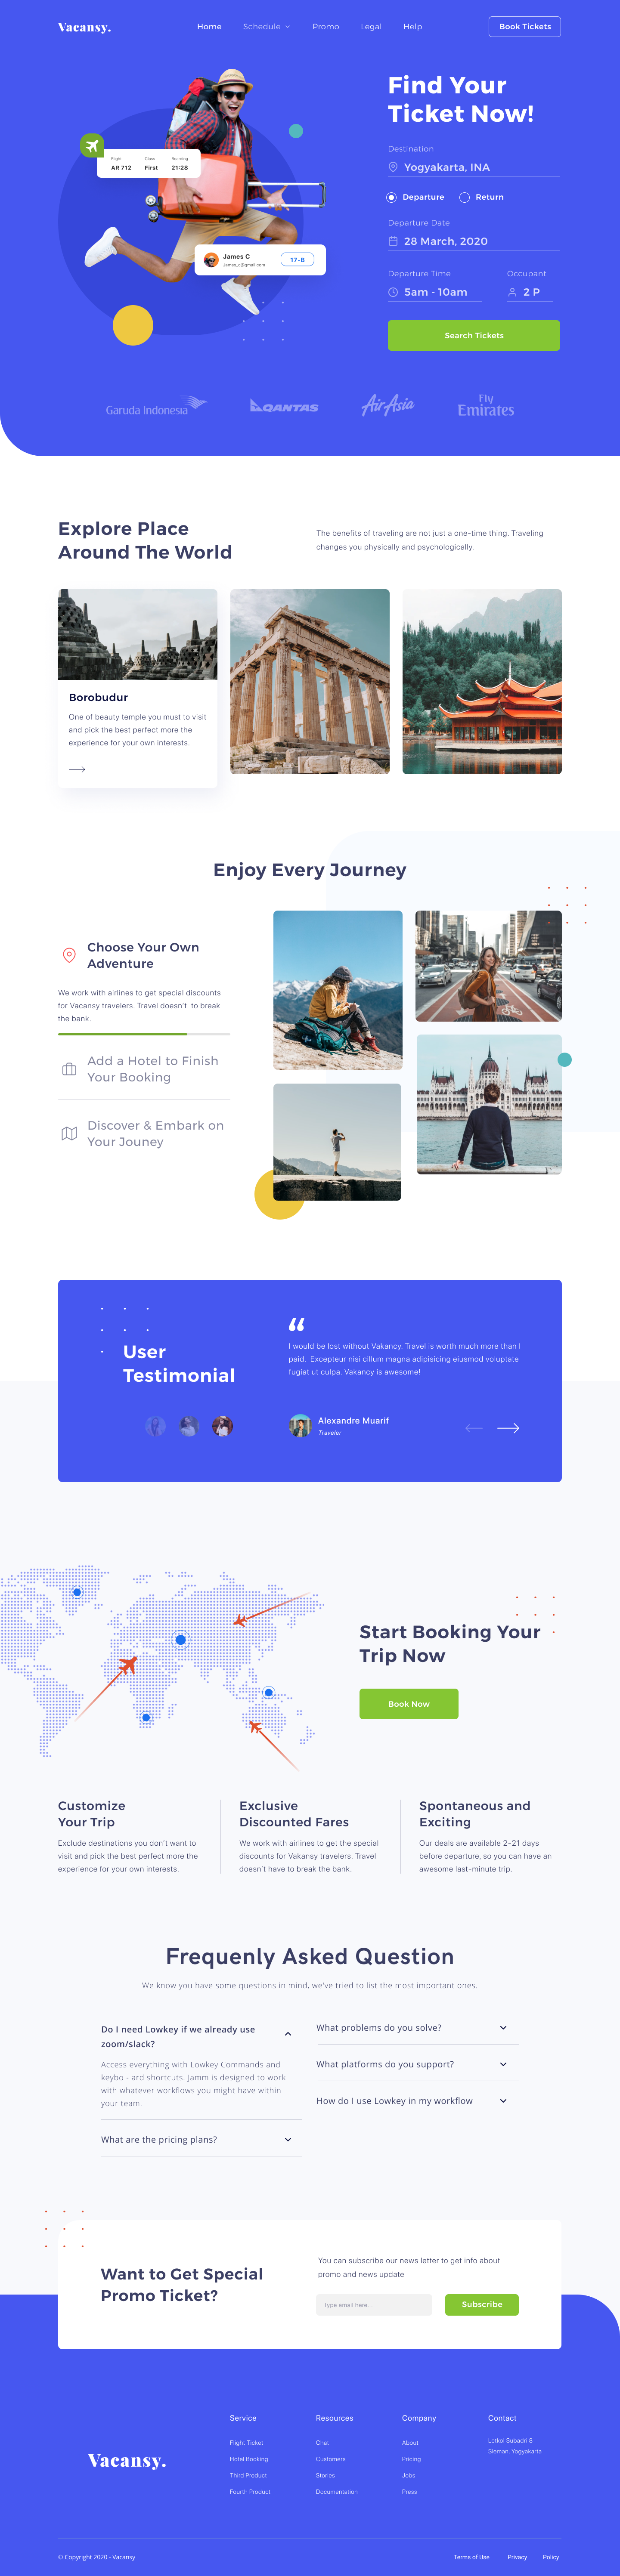 Vacansy.
Home
Schedule
Promo
Legal
Help
Book Tickets
Find Your
Ticket Now!
Destination
Yogyakarta, INA
Departure
Return
Departure Date
28 March, 2020
Departure Time
Occupant
5am - 10am
2 P
Search Tickets
Flight
Class
Boarding
AR 712
First
21:28
James C
james_c@gmail.com
17-B
Garuda Indonesia
QANTAS
AirAsia
Fly
Emirates
Explore Place
Around The World
The benefits of traveling are not just a one-time thing. Traveling
changes you physically and psychologically.
Borobudur
One of beauty temple you must to visit
and pick the best perfect more the
experience for your own interests.
Enjoy Every Journey
Choose Your Own
Adventure
We work with airlines to get special discounts
for Vacansy travelers. Travel doesn't to break
the bank.
Add a Hotel to Finish
Your Booking
Discover & Embark on
Your Jouney
User
Testimonial
“
I would be lost without Vakancy. Travel is worth much more than I
paid. Excepteur nisi cillum magna adipisicing eiusmod voluptate
fugiat ut culpa. Vakancy is awesome!
Alexandre Muarif
Traveler
Start Booking Your
Trip Now
Book Now
Customize
Your Trip
Exclude destinations you don't want to
visit and pick the best perfect more the
experience for your own interests.
Exclusive
Discounted Fares
We work with airlines to get the special
discounts for Vakansy travelers. Travel
doesn't have to break the bank.
Spontaneous and
Exciting
Our deals are available 2-21 days
before departure, so you can have an
awesome last-minute trip.
Frequenly Asked Question
We know you have some questions in mind, we've tried to list the most important ones.
Do I need Lowkey if we already use
zoom/slack?
Access everything with Lowkey Commands and
keybo - ard shortcuts. Jamm is designed to work
with whatever workflows you might have within
your team.
What are the pricing plans?
What problems do you solve?
What platforms do you support?
How do I use Lowkey in my workflow
Want to Get Special
Promo Ticket?
You can subscribe our news letter to get info about
promo and news update
Type email here...
Subscribe
Vacansy.
Service
Flight Ticket
Hotel Booking
Third Product
Fourth Product
Resources
Chat
Customers
Stories
Documentation
Company
About
Pricing
Jobs
Press
Contact
Letkol Subadri 8
Sleman, Yogyakarta
© Copyright 2020 - Vacansy
Terms of Use
Privacy
Policy